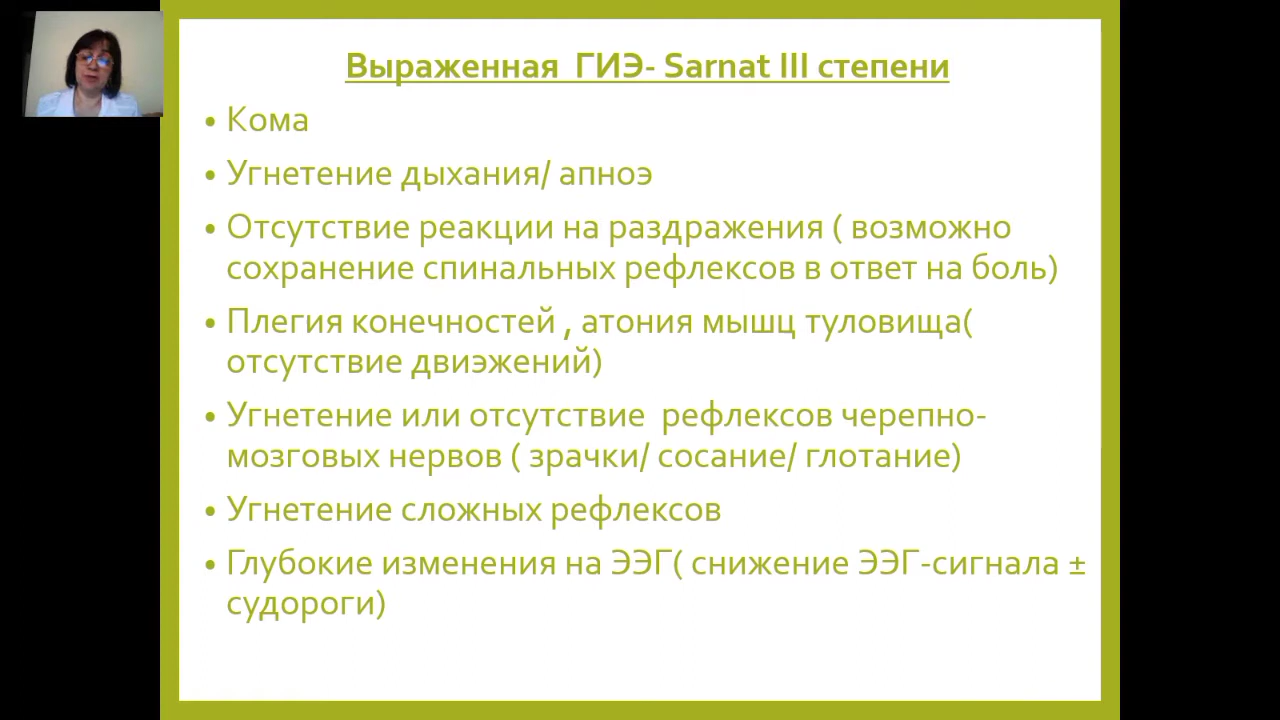 Выраженная ГИЭ- Sarnat III степени
• Кома
• Угнетение дыхания/ апноэ
• Отсутствие реакции на раздражения ( возможно
сохранение спинальных рефлексов в ответ на боль)
• Плегия конечностей , атония мышц туловища(
отсутствие двиэжений)
• Угнетение или отсутствие рефлексов черепно-
мозговых нервов ( зрачки/ сосание/ глотание)
• Угнетение сложных рефлексов
• Глубокие изменения на ЭЭГ( снижение ЭЭГ-сигнала ±
судороги)